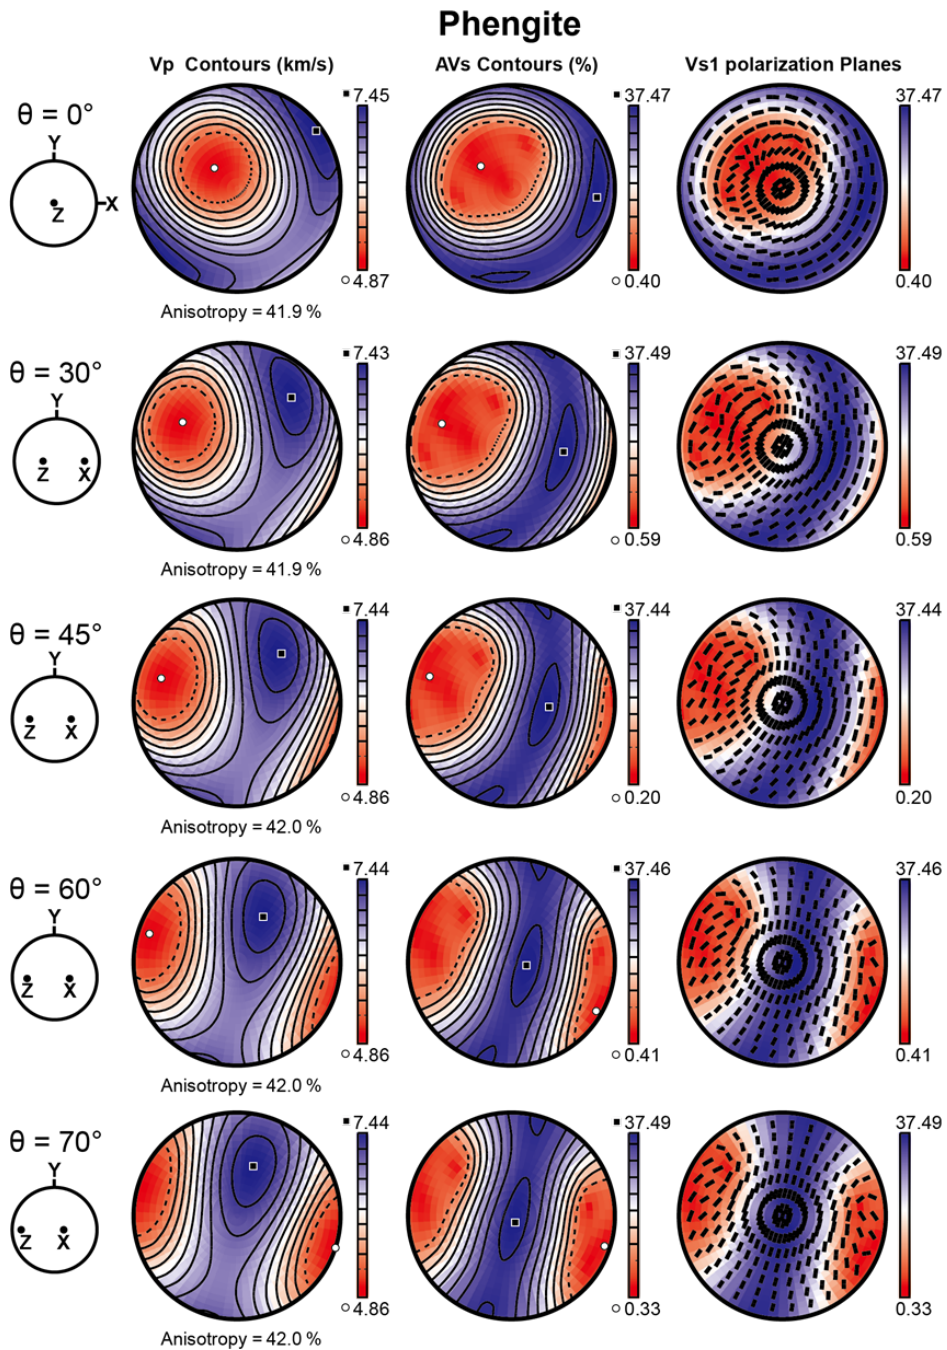 Phengite
Vp Contours (km/s)
AVs Contours (%)
Vs1 polarization Planes
θ = 0°
Y
Z
X
7.45
4.87
Anisotropy = 41.9 %
37.47
0.40
37.47
0.40
θ = 30°
Y
Z X
7.43
4.86
Anisotropy = 41.9 %
37.49
0.59
37.49
0.59
θ = 45°
Y
Z X
7.44
4.86
Anisotropy = 42.0 %
37.44
0.20
37.44
0.20
θ = 60°
Y
Z X
7.44
4.86
Anisotropy = 42.0 %
37.46
0.41
37.46
0.41
θ = 70°
Y
Z X
7.44
4.86
Anisotropy = 42.0 %
37.49
0.33
37.49
0.33